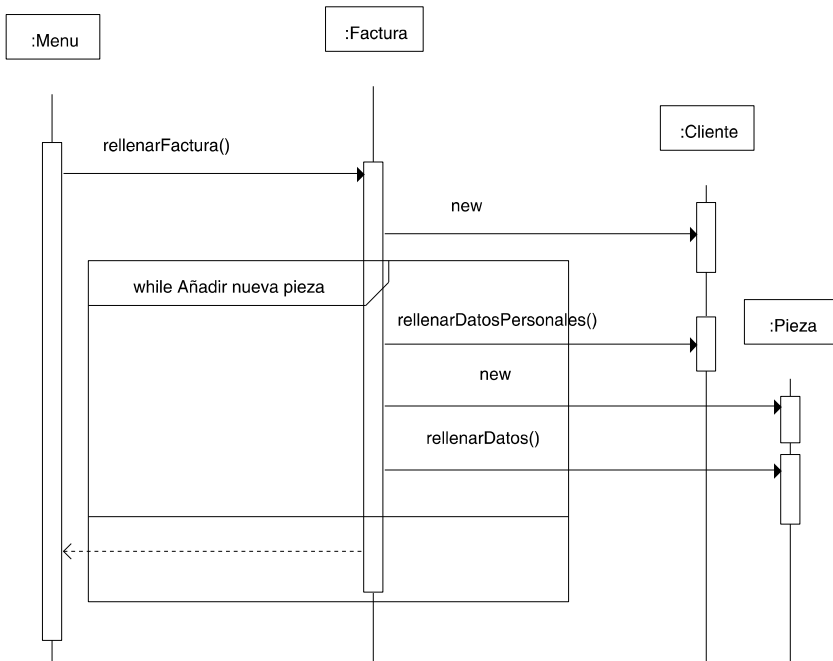 :Menu
:Factura
:Cliente
rellenarFactura()
new
while Añadir nueva pieza
rellenarDatosPersonales()
:Pieza
new
rellenarDatos()